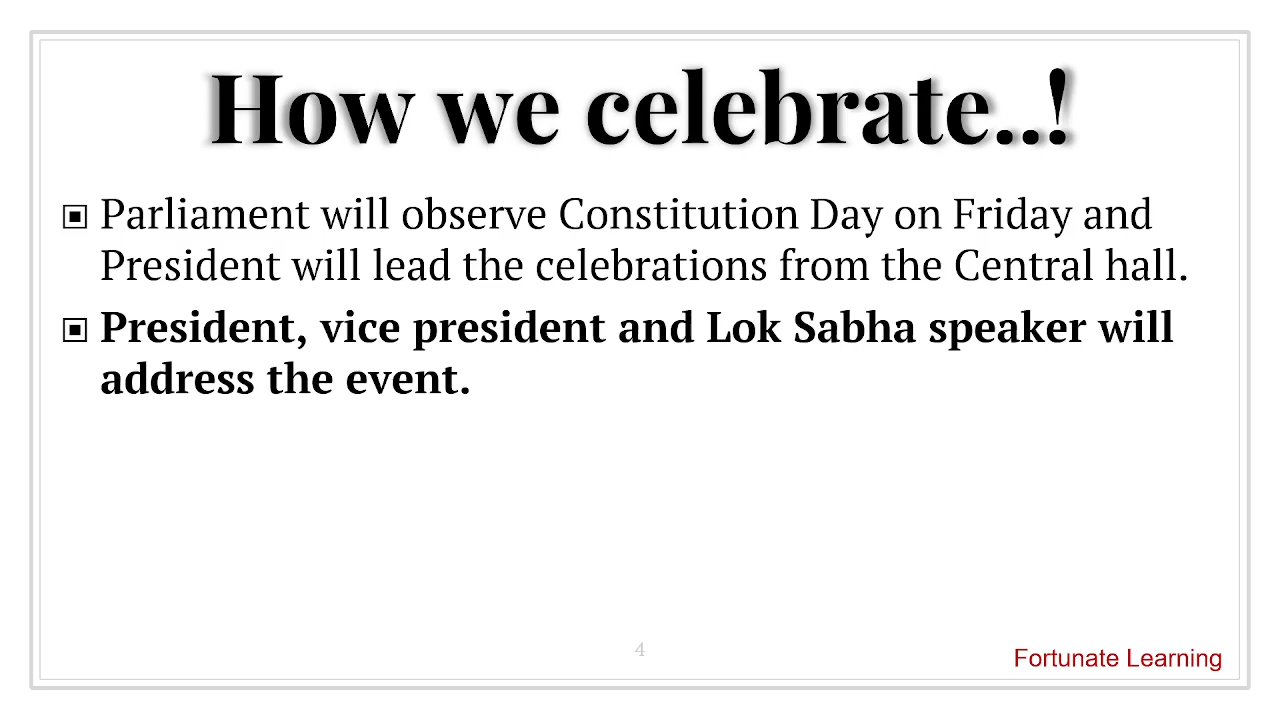 How we celebrate..!
Parliament will observe Constitution Day on Friday and
President will lead the celebrations from the Central hall.
President, vice president and Lok Sabha speaker will
address the event.
4
Fortunate Learning